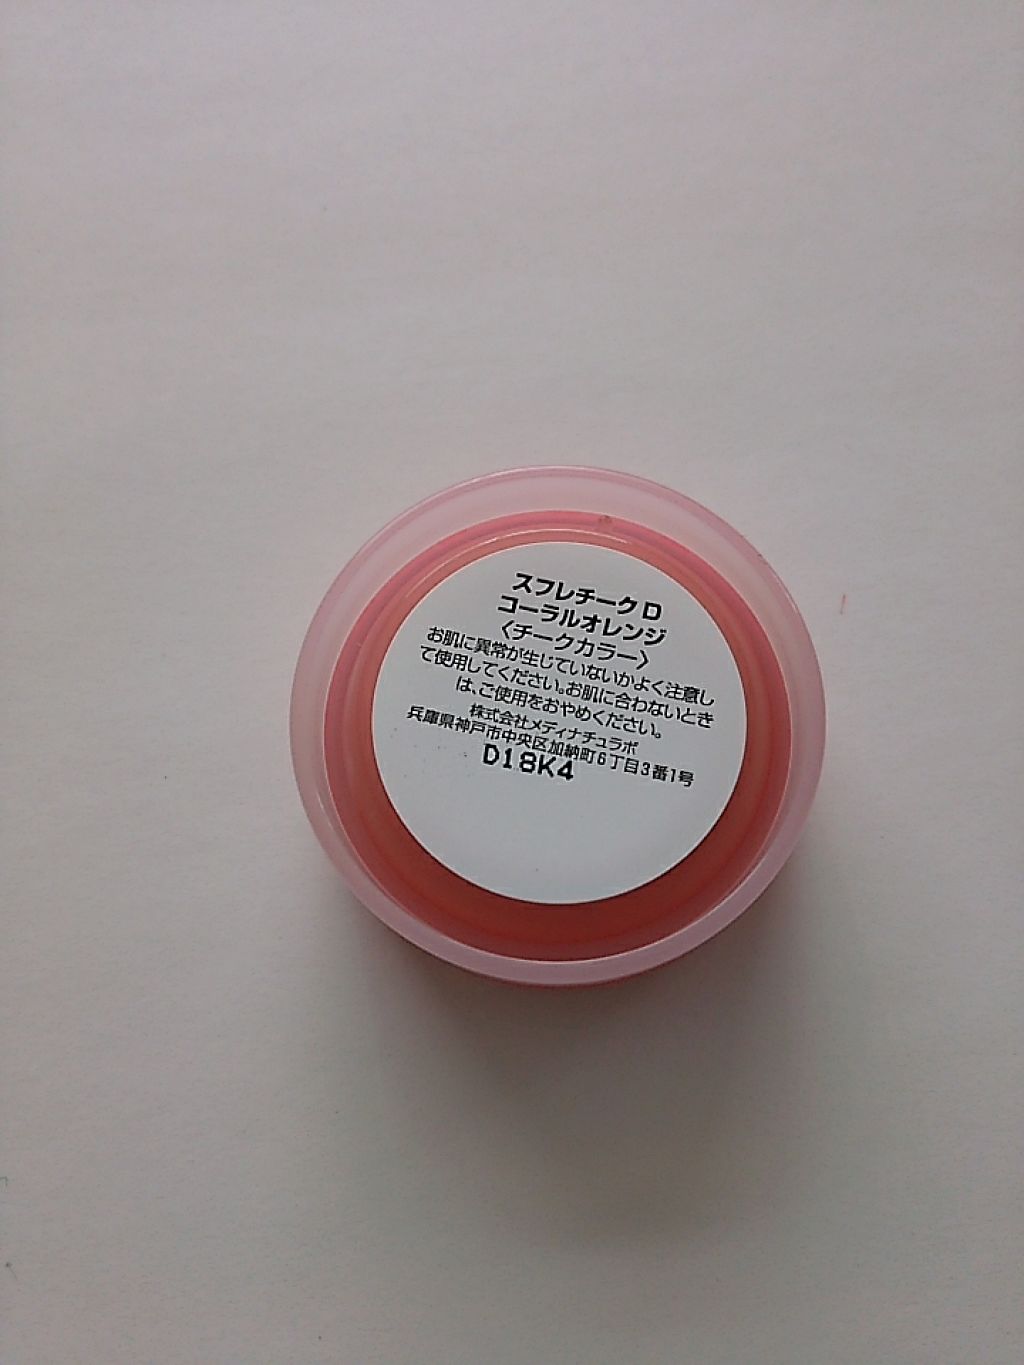 スフレチーク D
コーラルオレンジ
〈チークカラー〉
お肌に異常が生じていないかよく注意し
て使用してください。お肌に合わないとき
は、ご使用をおやめください。
株式会社メディナチュラボ
兵庫県神戸市中央区加納町6丁目3番1号
D18K4